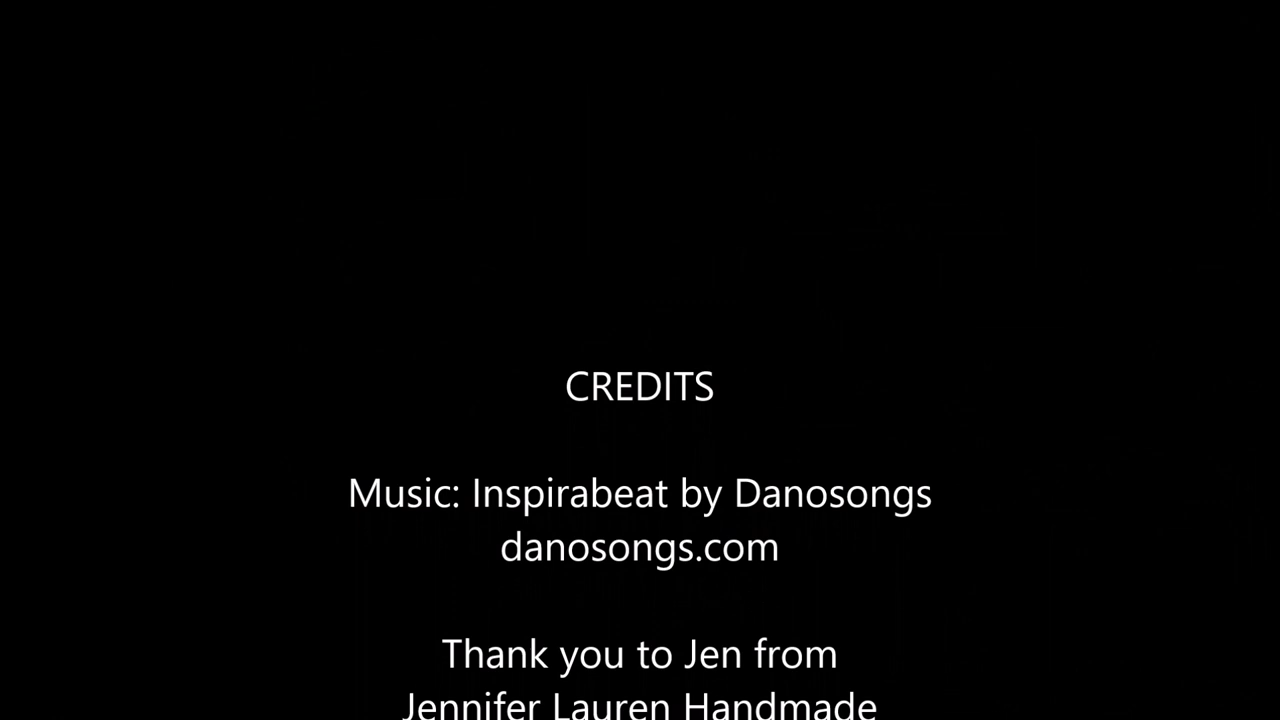 CREDITS
Music: Inspirabeat by Danosongs
danosongs.com
Thank you to Jen from
Jennifer Lauren Handmade